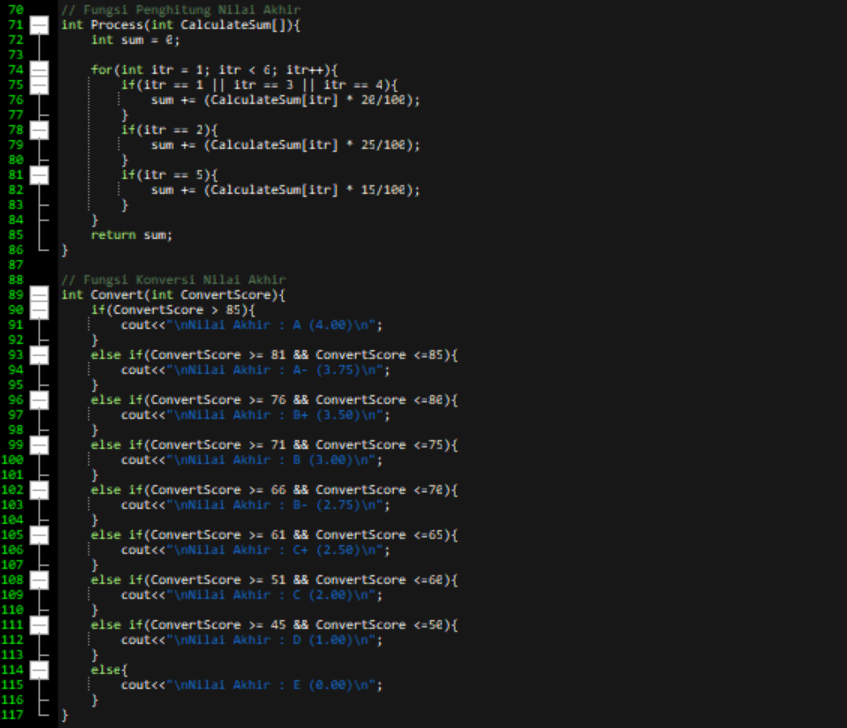 70 // Fungsi Penghitung Nilai Akhir
71 int Process(int CalculateSum[]){
72     int sum = 0;
73
74     for(int itr = 1; itr < 6; itr++){
75         if(itr == 1 || itr == 3 || itr == 4){
76             sum += (CalculateSum[itr] * 20/100);
77         }
78         if(itr == 2){
79             sum += (CalculateSum[itr] * 25/100);
80         }
81         if(itr == 5){
82             sum += (CalculateSum[itr] * 15/100);
83         }
84     }
85     return sum;
86 }
87
88 // Fungsi Konversi Nilai Akhir
89 int Convert(int ConvertScore){
90     if(ConvertScore > 85){
91         cout<<"\nNilai Akhir : A (4.00)\n";
92     }
93     else if(ConvertScore >= 81 && ConvertScore <=85){
94         cout<<"\nNilai Akhir : A- (3.75)\n";
95     }
96     else if(ConvertScore >= 76 && ConvertScore <=80){
97         cout<<"\nNilai Akhir : B+ (3.50)\n";
98     }
99     else if(ConvertScore >= 71 && ConvertScore <=75){
100         cout<<"\nNilai Akhir : B (3.00)\n";
101     }
102     else if(ConvertScore >= 66 && ConvertScore <=70){
103         cout<<"\nNilai Akhir : B- (2.75)\n";
104     }
105     else if(ConvertScore >= 61 && ConvertScore <=65){
106         cout<<"\nNilai Akhir : C+ (2.50)\n";
107     }
108     else if(ConvertScore >= 51 && ConvertScore <=60){
109         cout<<"\nNilai Akhir : C (2.00)\n";
110     }
111     else if(ConvertScore >= 45 && ConvertScore <=50){
112         cout<<"\nNilai Akhir : D (1.00)\n";
113     }
114     else{
115         cout<<"\nNilai Akhir : E (0.00)\n";
116     }
117 }